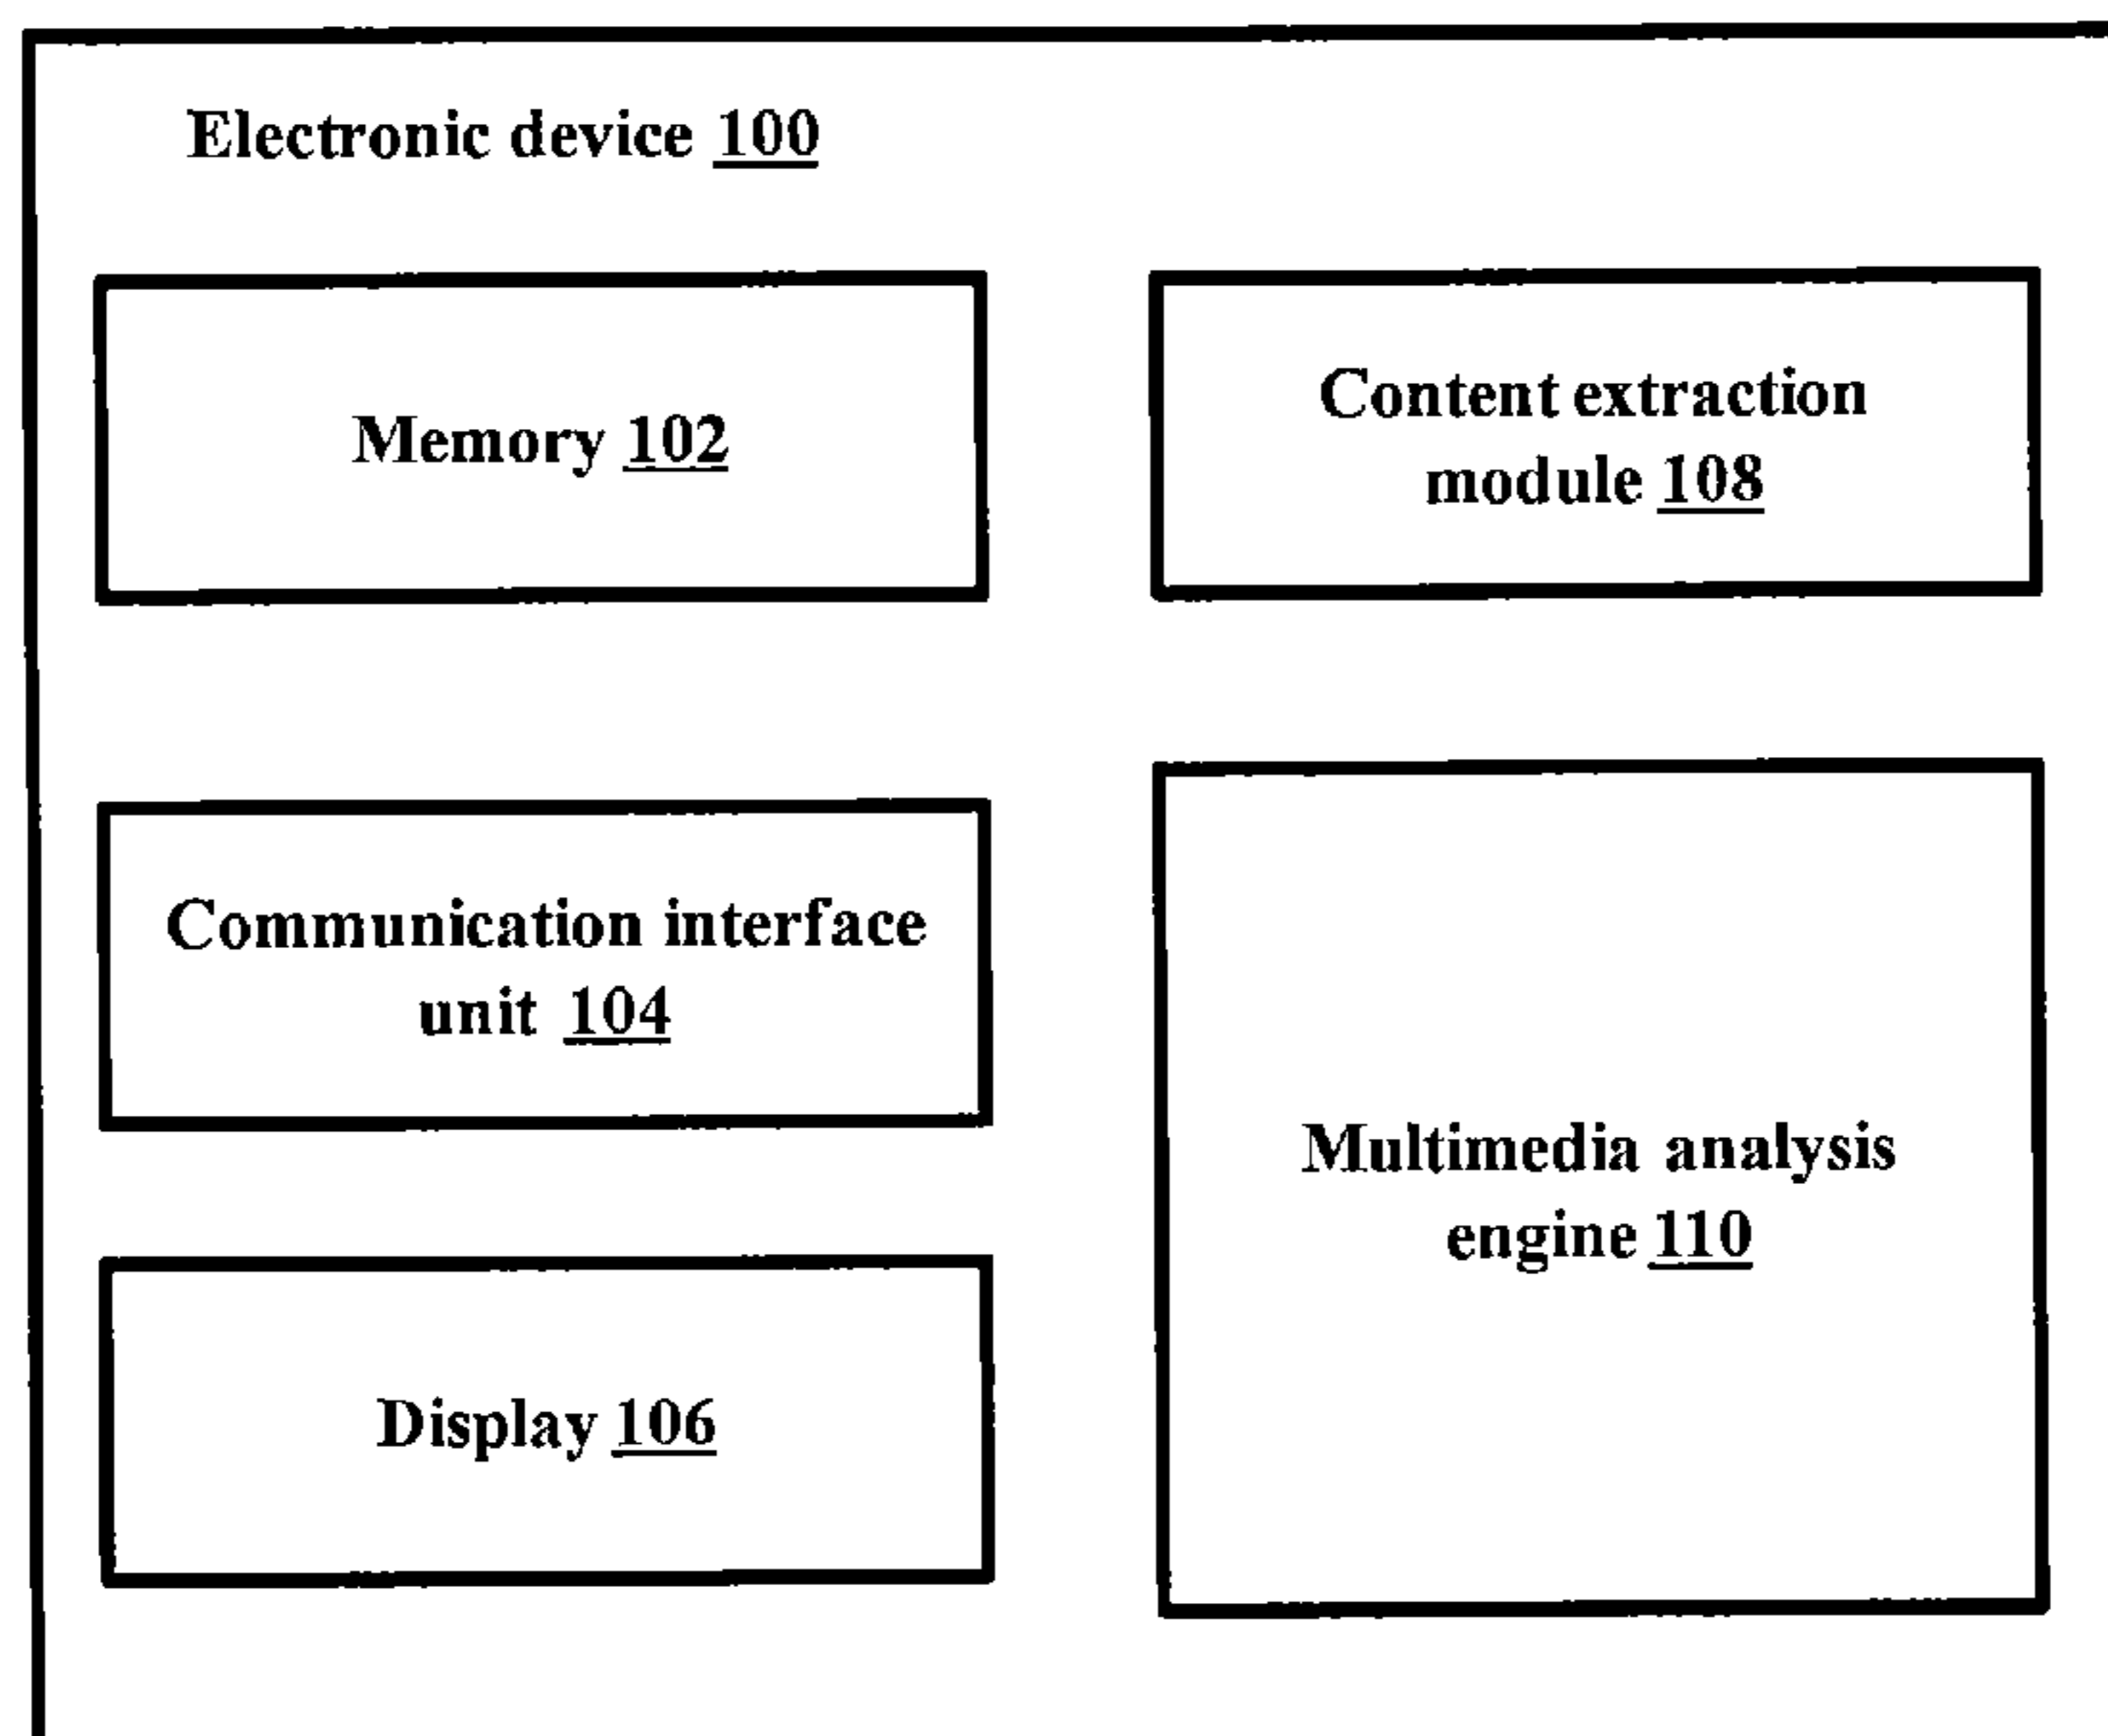 Electronic device 100
Memory 102
Content extraction
module 108
Communication interface
unit 104
Multimedia analysis
engine 110
Display 106